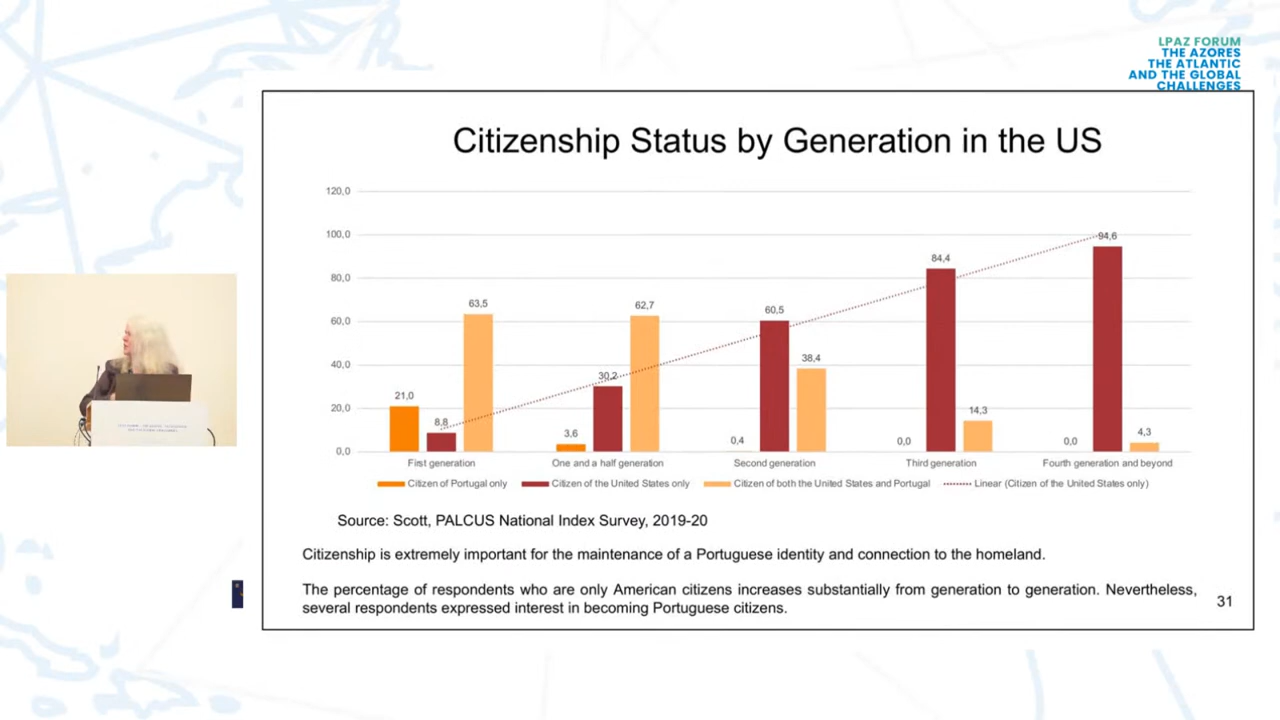 LPAZ FORUM
THE AZORES
THE ATLANTIC
AND THE GLOBAL
CHALLENGES
Citizenship Status by Generation in the US
120,0
100,0
80,0
60,0
40,0
20,0
0,0
21,0
8,8
63,5
3,6
30,2
62,7
0,4
60,5
38,4
0,0
84,4
14,3
0,0
94,6
4,3
First generation
One and a half generation
Second generation
Third generation
Fourth generation and beyond
Citizen of Portugal only
Citizen of the United States only
Citizen of both the United States and Portugal
Linear (Citizen of the United States only)
Source: Scott, PALCUS National Index Survey, 2019-20
Citizenship is extremely important for the maintenance of a Portuguese identity and connection to the homeland.
The percentage of respondents who are only American citizens increases substantially from generation to generation. Nevertheless,
several respondents expressed interest in becoming Portuguese citizens.
31